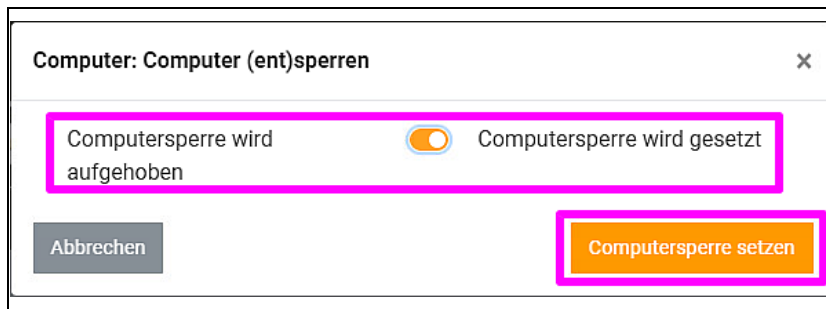 Computer: Computer (ent)sperren ×
Computersperre wird Computersperre wird gesetzt
aufgehoben
Abbrechen Computersperre setzen